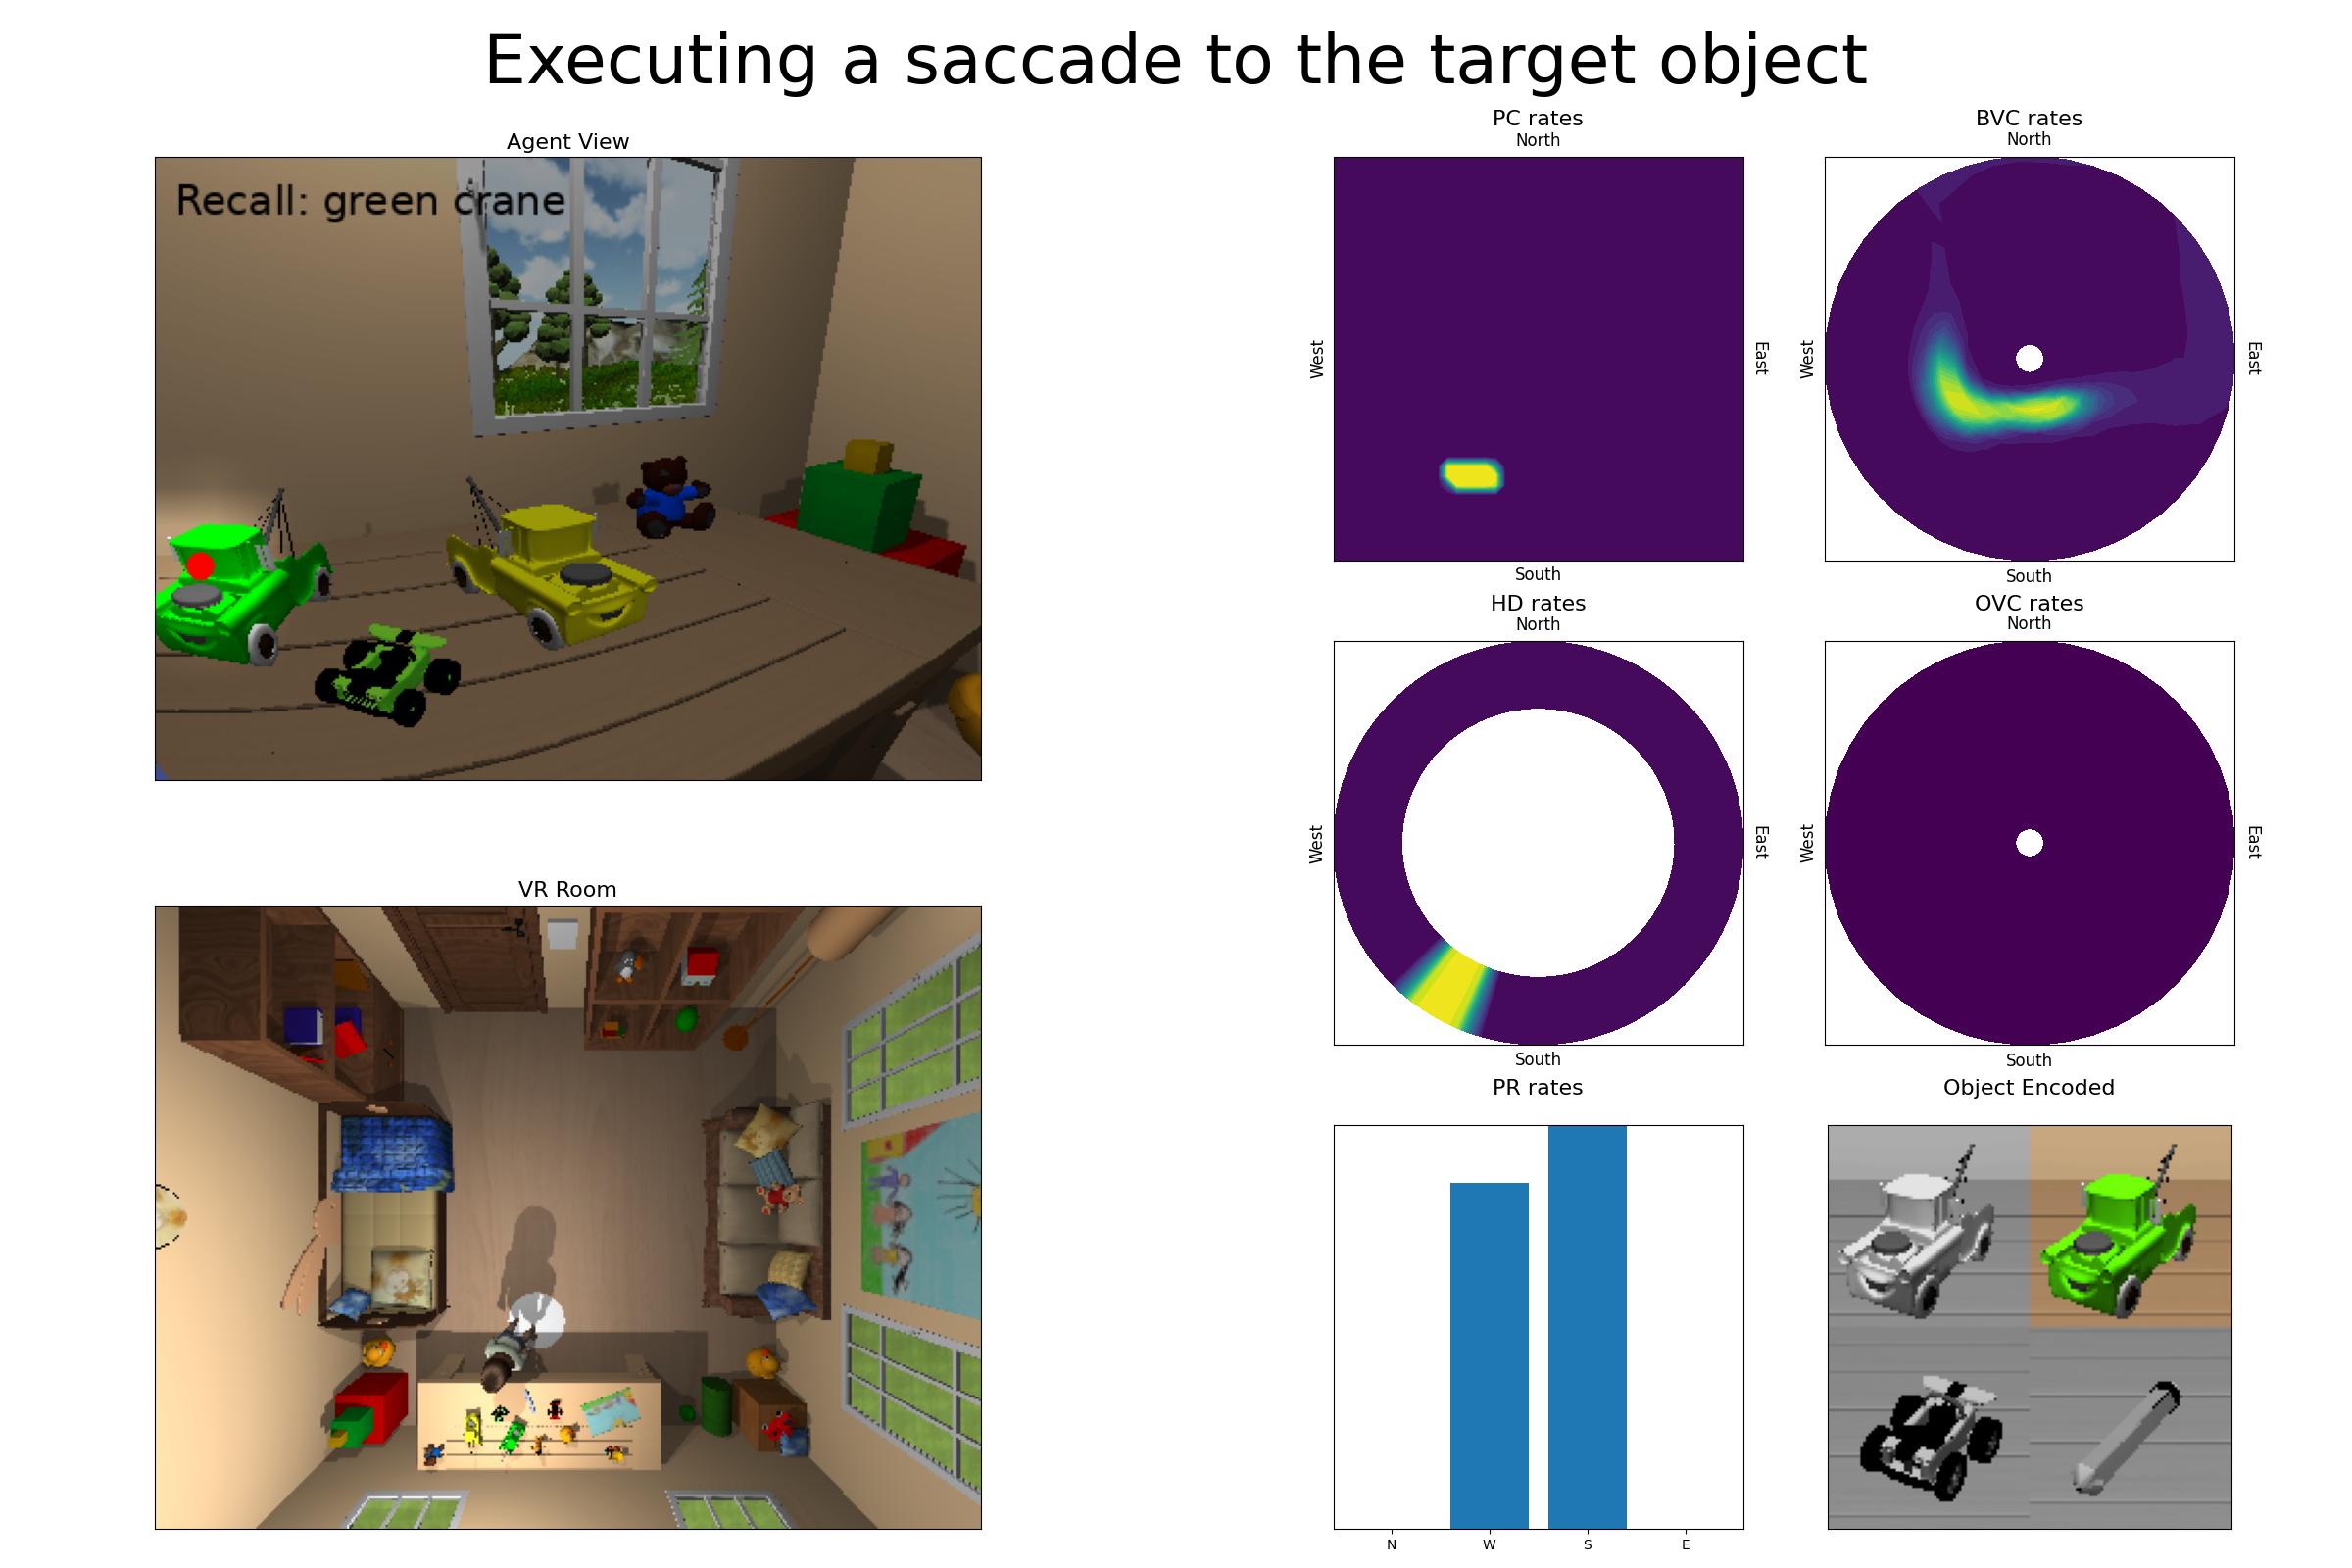 Executing a saccade to the target object
Agent View
Recall: green crane
VR Room
PC rates
North
West
East
South
BVC rates
North
West
East
South
HD rates
North
West
East
South
OVC rates
North
West
East
South
PR rates
N W S E
Object Encoded